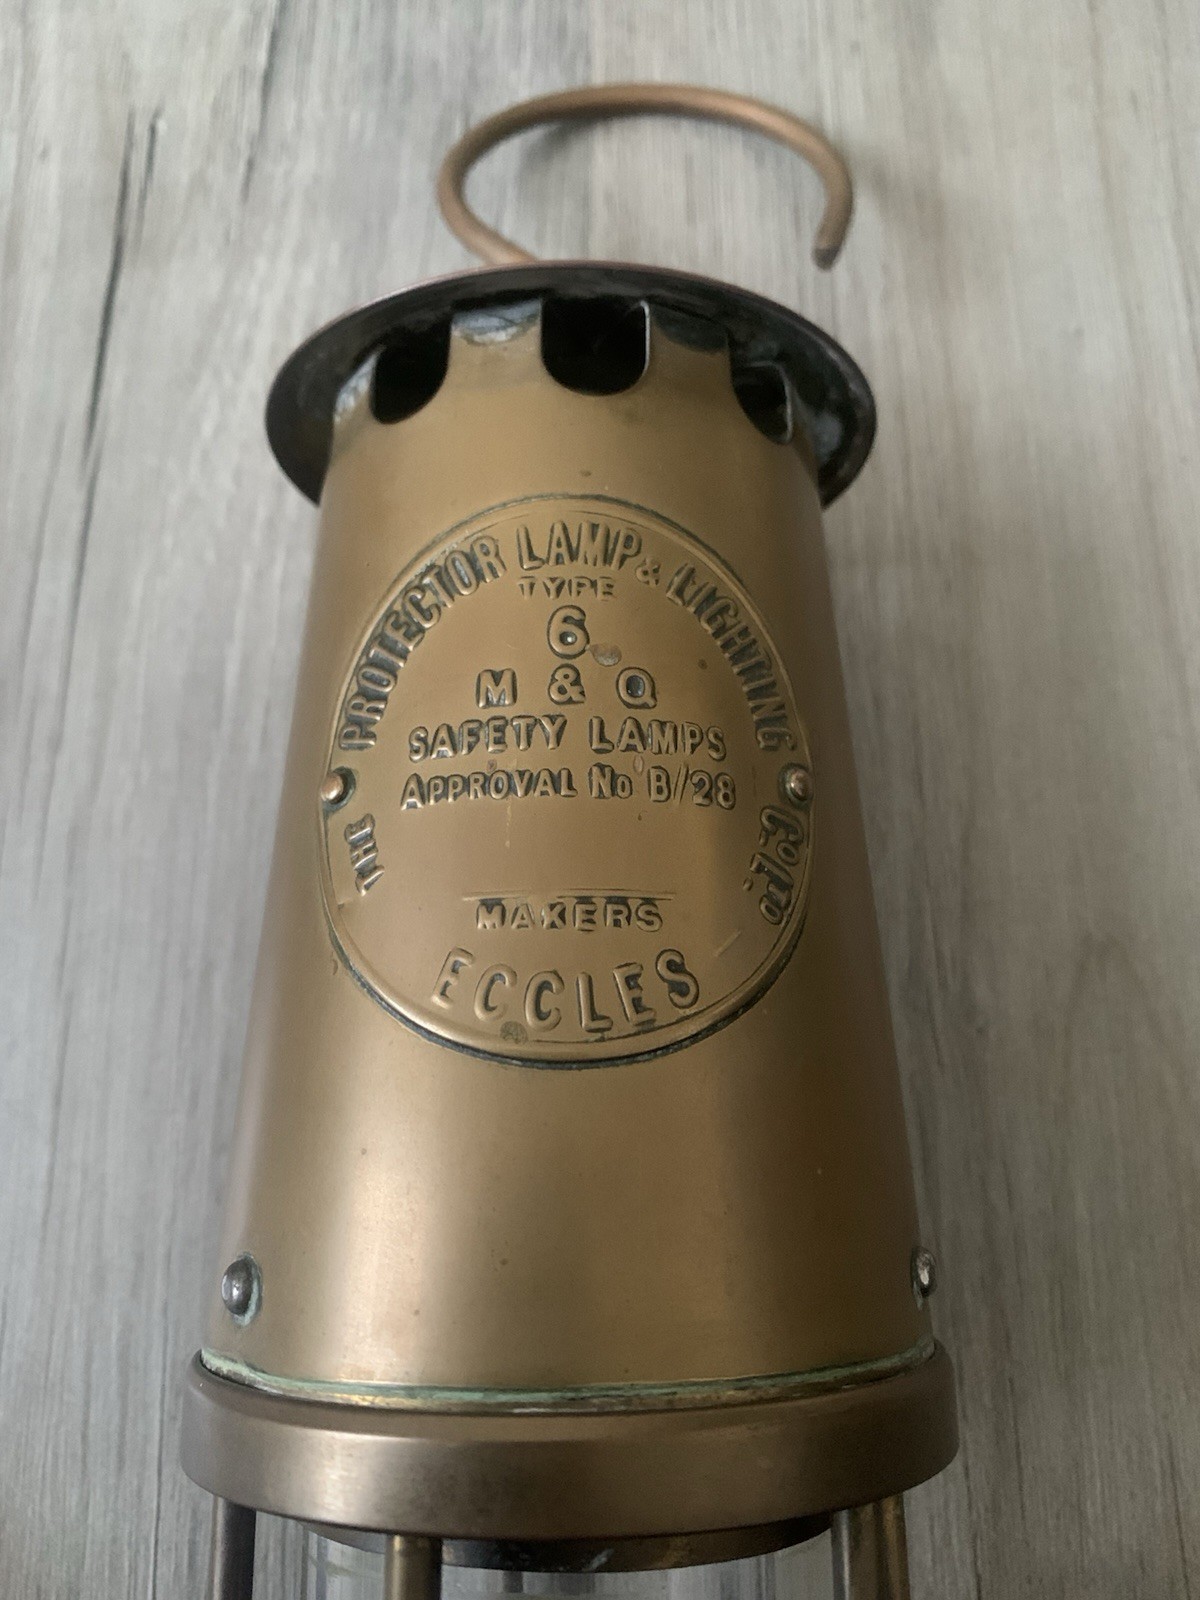 THE PROTECTOR LAMP & LIGHTING Co. LTD.
TYPE
6
M & Q
SAFETY LAMPS
APPROVAL No B/28
MAKERS
ECCLES